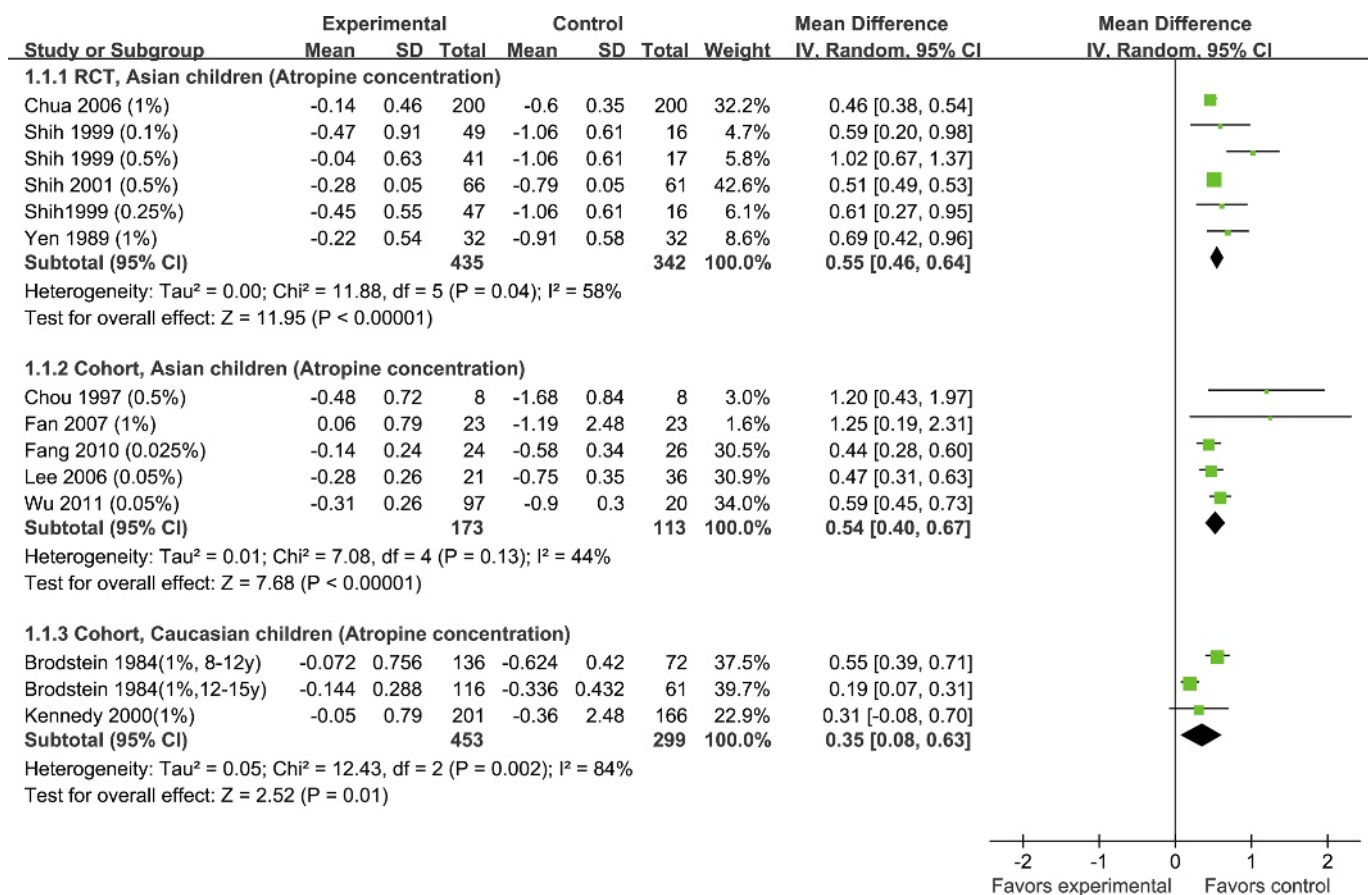 Experimental Control Mean Difference Mean Difference
Study or Subgroup Mean SD Total Mean SD Total Weight IV, Random, 95% CI IV, Random, 95% CI
1.1.1 RCT, Asian children (Atropine concentration)
Chua 2006 (1%) -0.14 0.46 200 -0.6 0.35 200 32.2% 0.46 [0.38, 0.54]
Shih 1999 (0.1%) -0.47 0.91 49 -1.06 0.61 16 4.7% 0.59 [0.20, 0.98]
Shih 1999 (0.5%) -0.04 0.63 41 -1.06 0.61 17 5.8% 1.02 [0.67, 1.37]
Shih 2001 (0.5%) -0.28 0.05 66 -0.79 0.05 61 42.6% 0.51 [0.49, 0.53]
Shih1999 (0.25%) -0.45 0.55 47 -1.06 0.61 16 6.1% 0.61 [0.27, 0.95]
Yen 1989 (1%) -0.22 0.54 32 -0.91 0.58 32 8.6% 0.69 [0.42, 0.96]
Subtotal (95% CI) 435 342 100.0% 0.55 [0.46, 0.64]
Heterogeneity: Tau² = 0.00; Chi² = 11.88, df = 5 (P = 0.04); I² = 58%
Test for overall effect: Z = 11.95 (P < 0.00001)
1.1.2 Cohort, Asian children (Atropine concentration)
Chou 1997 (0.5%) -0.48 0.72 8 -1.68 0.84 8 3.0% 1.20 [0.43, 1.97]
Fan 2007 (1%) 0.06 0.79 23 -1.19 2.48 23 1.6% 1.25 [0.19, 2.31]
Fang 2010 (0.025%) -0.14 0.24 24 -0.58 0.34 26 30.5% 0.44 [0.28, 0.60]
Lee 2006 (0.05%) -0.28 0.26 21 -0.75 0.35 36 30.9% 0.47 [0.31, 0.63]
Wu 2011 (0.05%) -0.31 0.26 97 -0.9 0.3 20 34.0% 0.59 [0.45, 0.73]
Subtotal (95% CI) 173 113 100.0% 0.54 [0.40, 0.67]
Heterogeneity: Tau² = 0.01; Chi² = 7.08, df = 4 (P = 0.13); I² = 44%
Test for overall effect: Z = 7.68 (P < 0.00001)
1.1.3 Cohort, Caucasian children (Atropine concentration)
Brodstein 1984(1%, 8-12y) -0.072 0.756 136 -0.624 0.42 72 37.5% 0.55 [0.39, 0.71]
Brodstein 1984(1%,12-15y) -0.144 0.288 116 -0.336 0.432 61 39.7% 0.19 [0.07, 0.31]
Kennedy 2000(1%) -0.05 0.79 201 -0.36 2.48 166 22.9% 0.31 [-0.08, 0.70]
Subtotal (95% CI) 453 299 100.0% 0.35 [0.08, 0.63]
Heterogeneity: Tau² = 0.05; Chi² = 12.43, df = 2 (P = 0.002); I² = 84%
Test for overall effect: Z = 2.52 (P = 0.01)
-2 -1 0 1 2
Favors experimental Favors control